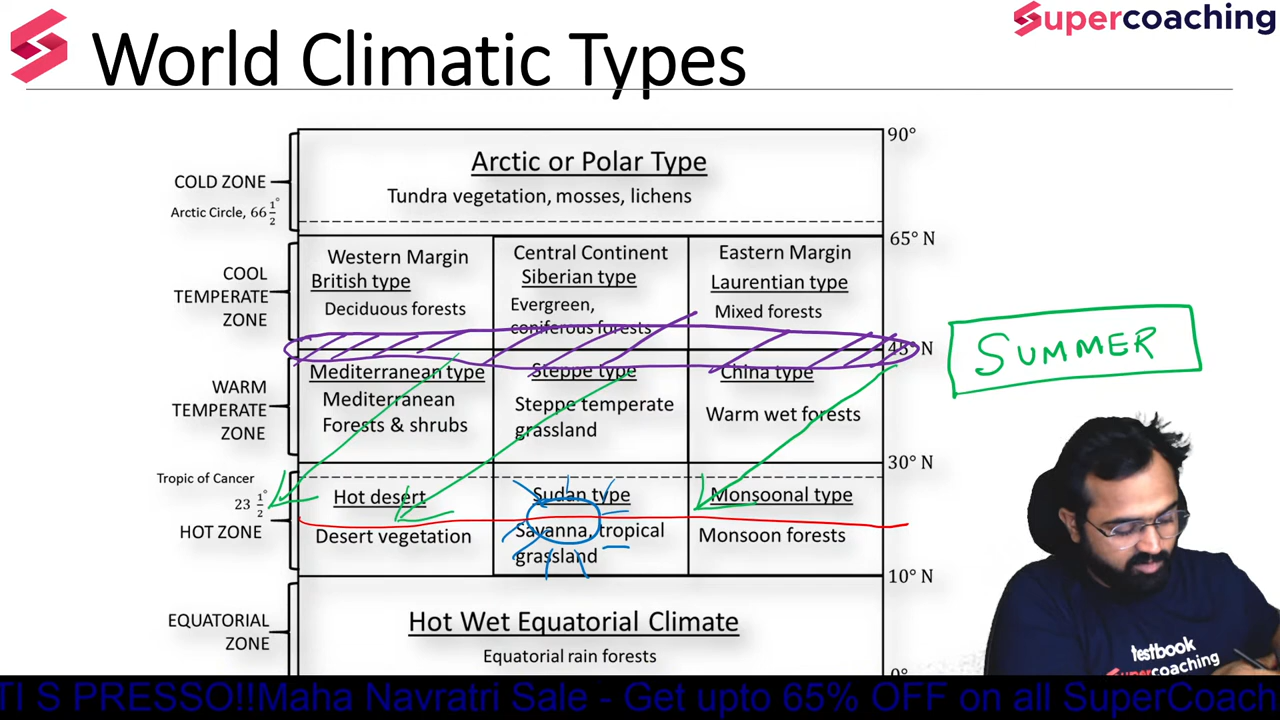 World Climatic Types
Supercoaching
Arctic or Polar Type
Tundra vegetation, mosses, lichens
90°
COLD ZONE
Arctic Circle, 66 1/2°
65° N
Western Margin
British type
Deciduous forests
Central Continent
Siberian type
Evergreen,
coniferous forests
Eastern Margin
Laurentian type
Mixed forests
COOL
TEMPERATE
ZONE
45° N
SUMMER
Mediterranean type
Mediterranean
Forests & shrubs
Steppe type
Steppe temperate
grassland
China type
Warm wet forests
WARM
TEMPERATE
ZONE
30° N
Tropic of Cancer
23 1/2°
HOT ZONE
Hot desert
Desert vegetation
Sudan type
Savanna, tropical
grassland
Monsoonal type
Monsoon forests
10° N
EQUATORIAL
ZONE
Hot Wet Equatorial Climate
Equatorial rain forests
0°
testbook
Supercoaching
TI S PRESSO!!Maha Navratri Sale - Get upto 65% OFF on all SuperCoach